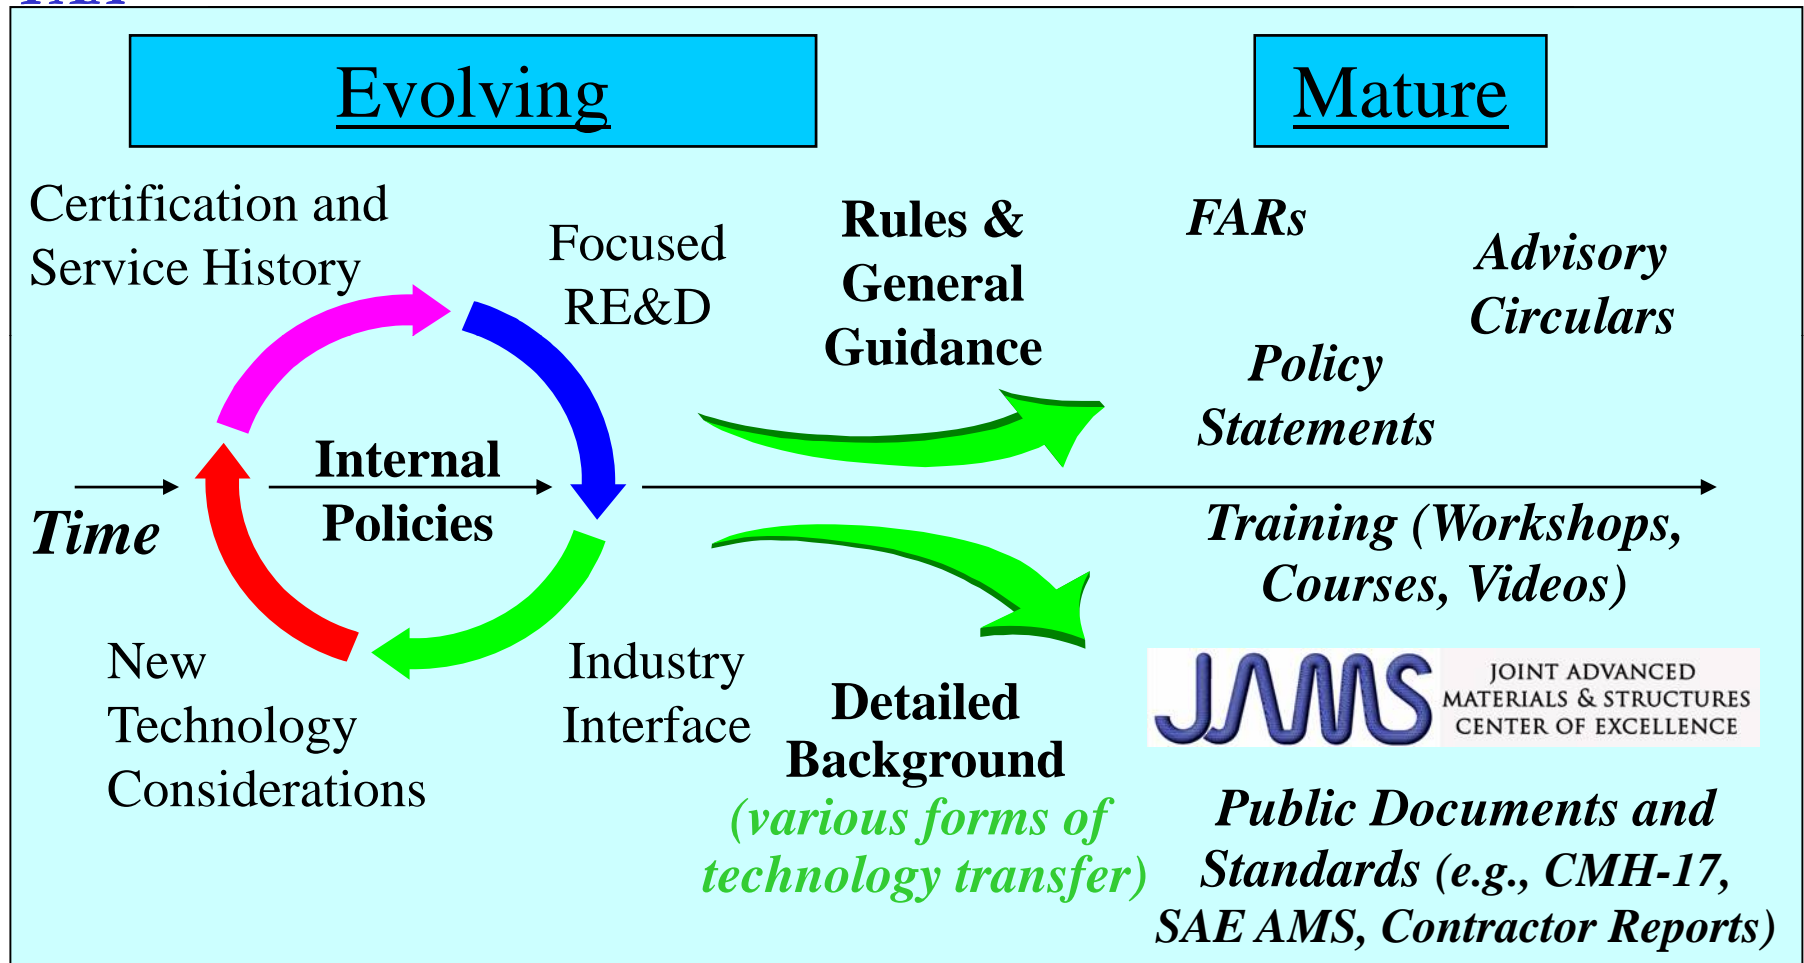 Evolving
Mature
Certification and
Service History
Focused
RE&D
Rules &
General
Guidance
FARs
Advisory
Circulars
Policy
Statements
Internal
Policies
Time
Training (Workshops,
Courses, Videos)
New
Technology
Considerations
Industry
Interface
Detailed
Background
(various forms of
technology transfer)
JAMS
JOINT ADVANCED
MATERIALS & STRUCTURES
CENTER OF EXCELLENCE
Public Documents and
Standards (e.g., CMH-17,
SAE AMS, Contractor Reports)